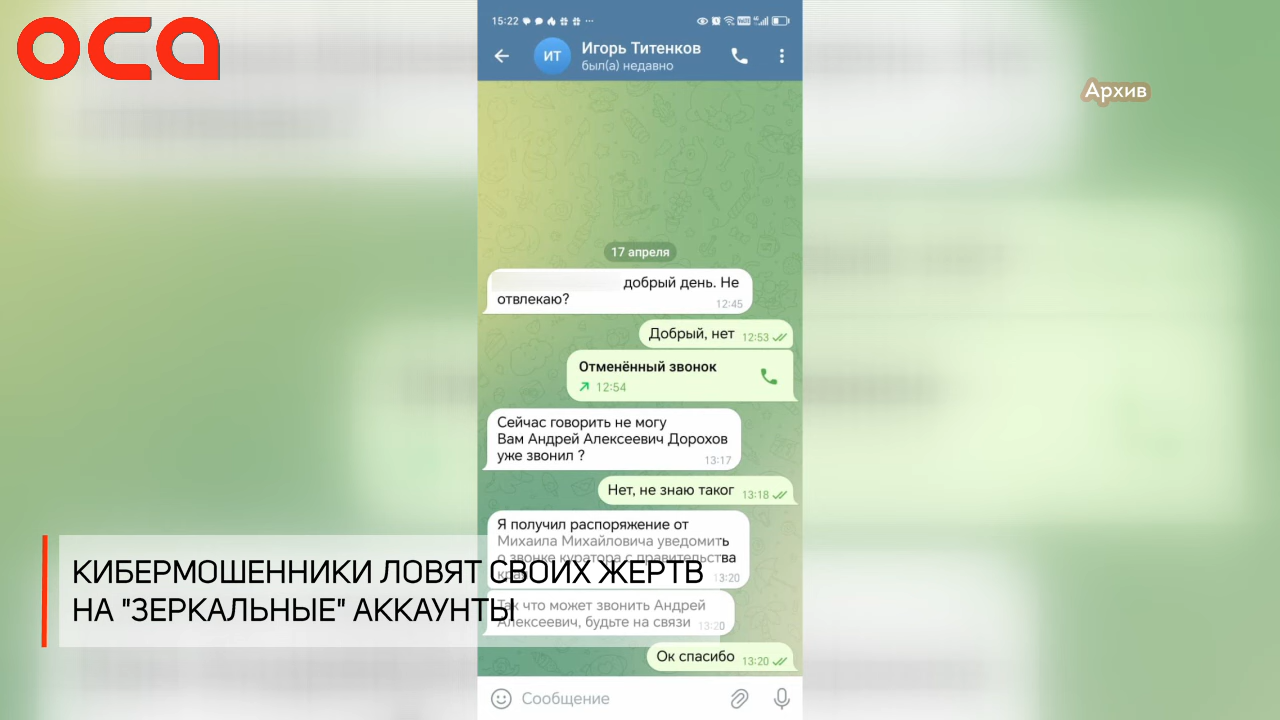 оса
Архив
15:22
ИТ
Игорь Титенков
был(а) недавно
17 апреля
добрый день. Не
отвлекаю?
12:45
Добрый, нет 12:53
Отменённый звонок
12:54
Сейчас говорить не могу
Вам Андрей Алексеевич Дорохов
уже звонил ?
13:17
Нет, не знаю таког 13:18
Я получил распоряжение от
Михаила Михайловича уведомить
о звонке куратора с правительства
13:20
Так что может звонить Андрей
Алексеевич, будьте на связи 13:20
Ок спасибо 13:20
Сообщение
КИБЕРМОШЕННИКИ ЛОВЯТ СВОИХ ЖЕРТВ
НА "ЗЕРКАЛЬНЫЕ" АККАУНТЫ